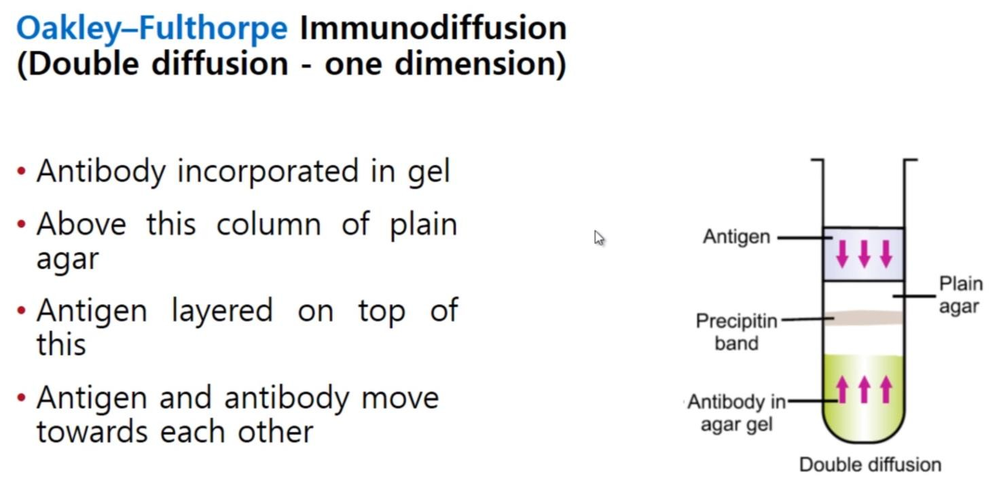 Oakley–Fulthorpe Immunodiffusion
(Double diffusion - one dimension)
• Antibody incorporated in gel
• Above this column of plain
agar
• Antigen layered on top of
this
• Antigen and antibody move
towards each other
Antigen
Plain
agar
Precipitin
band
Antibody in
agar gel
Double diffusion